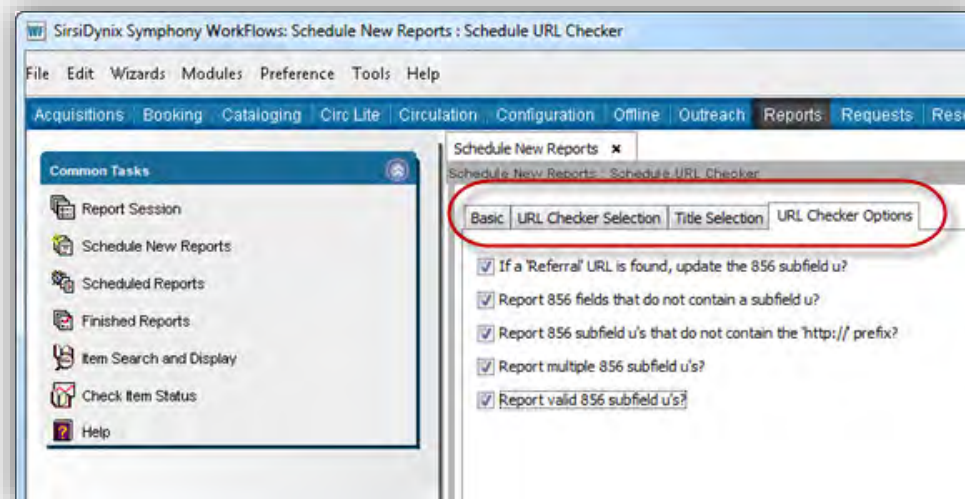 SirsiDynix Symphony WorkFlows: Schedule New Reports : Schedule URL Checker
File Edit Wizards Modules Preference Tools Help
Acquisitions Booking Cataloging Circ Lite Circulation Configuration Offline Outreach Reports Requests Rese
Schedule New Reports
Schedule New Reports : Schedule URL Checker
Common Tasks
Report Session
Schedule New Reports
Scheduled Reports
Finished Reports
Item Search and Display
Check Item Status
Help
Basic URL Checker Selection Title Selection URL Checker Options
If a 'Referral' URL is found, update the 856 subfield u?
Report 856 fields that do not contain a subfield u?
Report 856 subfield u's that do not contain the 'http://' prefix?
Report multiple 856 subfield u's?
Report valid 856 subfield u's?